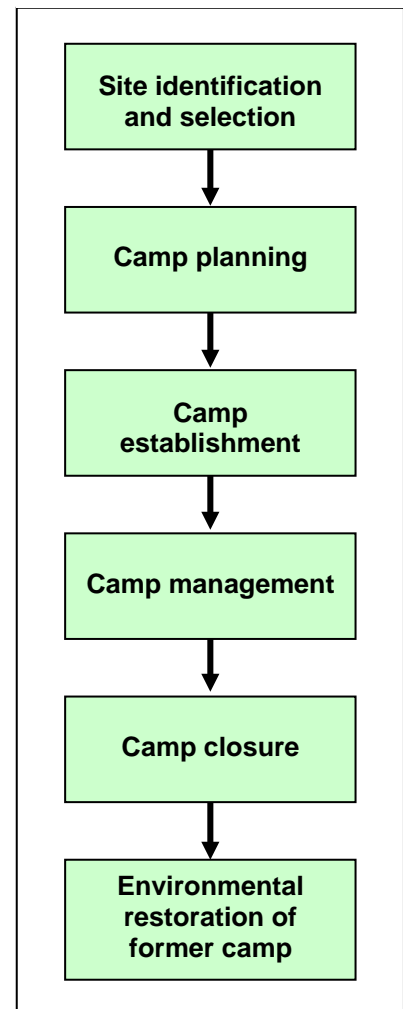 Site identification
and selection
Camp planning
Camp
establishment
Camp management
Camp closure
Environmental
restoration of
former camp